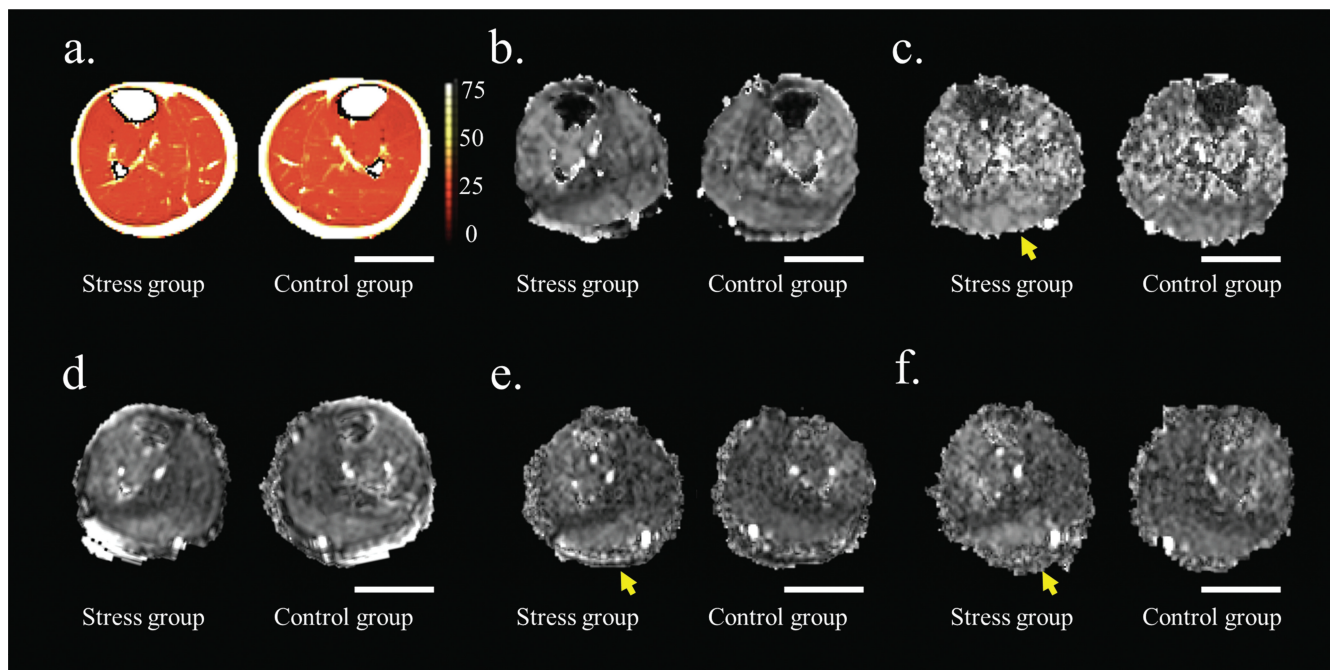 a.
b.
c.
75
50
25
0
Stress group
Control group
Stress group
Control group
Stress group
Control group
d
e.
f.
Stress group
Control group
Stress group
Control group
Stress group
Control group